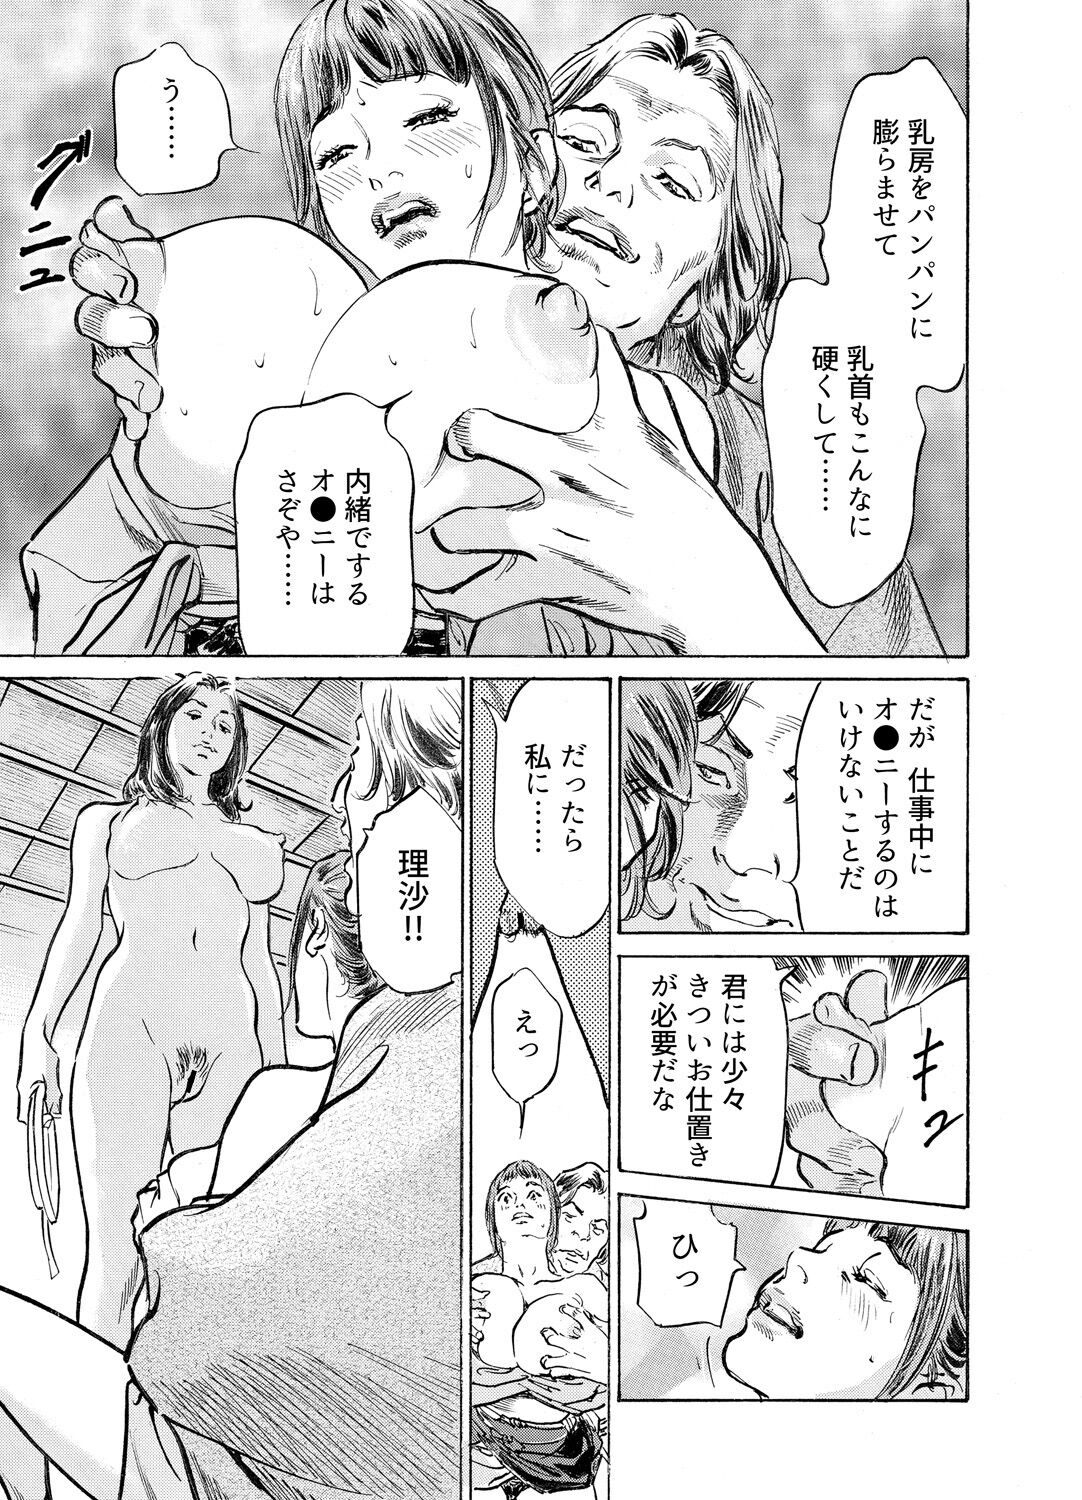 乳房をパンパンに
膨らませて
乳首もこんなに
硬くして……
う……
グニュ
内緒でする
オ●ニーは
さぞや……
だが 仕事中に
オ●ニーするのは
いけないことだ
キュ
君には少々
きついお仕置き
が必要だな
ひっ
だったら
私に……
えっ
理沙!!